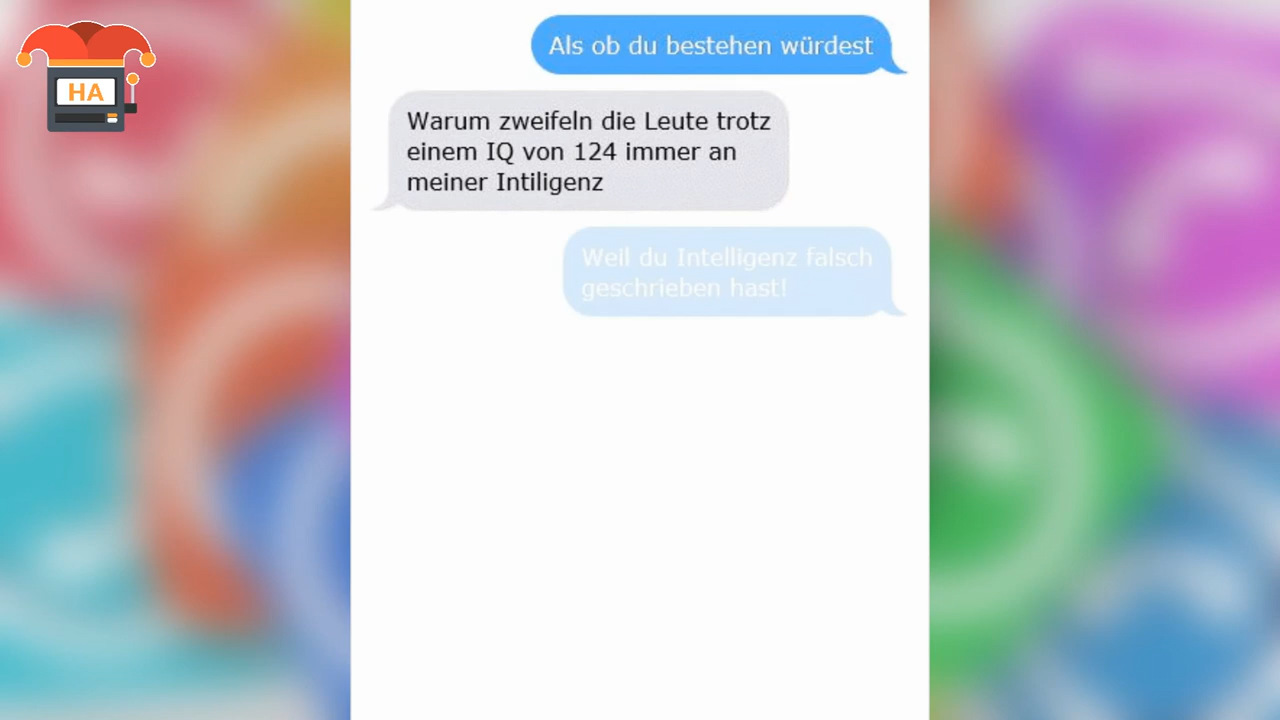 HA
Als ob du bestehen würdest
Warum zweifeln die Leute trotz
einem IQ von 124 immer an
meiner Intiligenz
Weil du Intelligenz falsch
geschrieben hast!